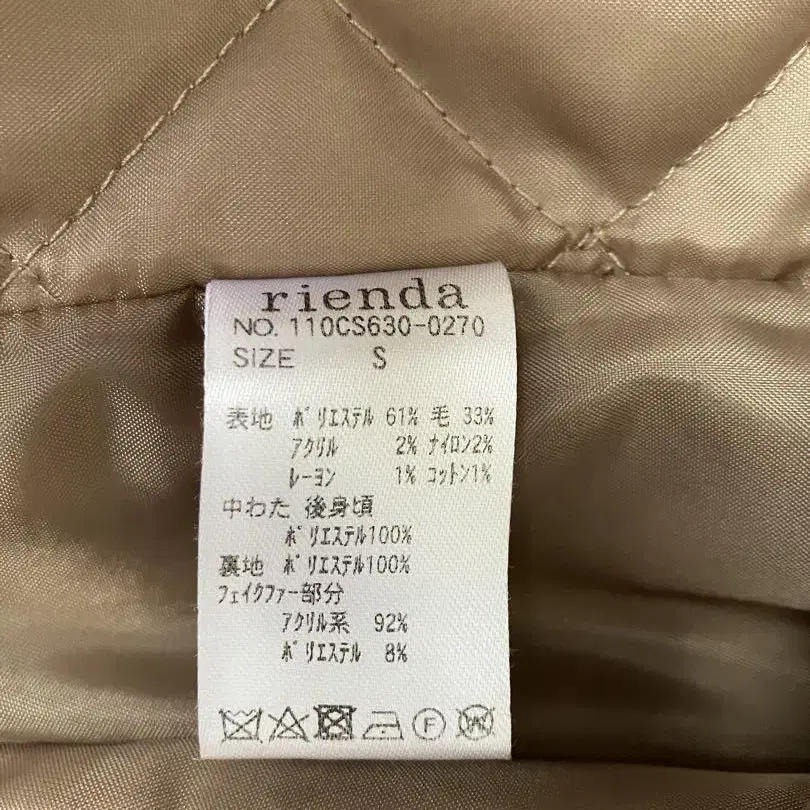 rienda
NO. 110CS630-0270
SIZE S
表地 ポリエステル 61% 毛 33%
アクリル 2% ナイロン2%
レーヨン 1% コットン1%
中わた 後身頃
ポリエステル100%
裏地 ポリエステル100%
フェイクファー部分
アクリル系 92%
ポリエステル 8%
F W